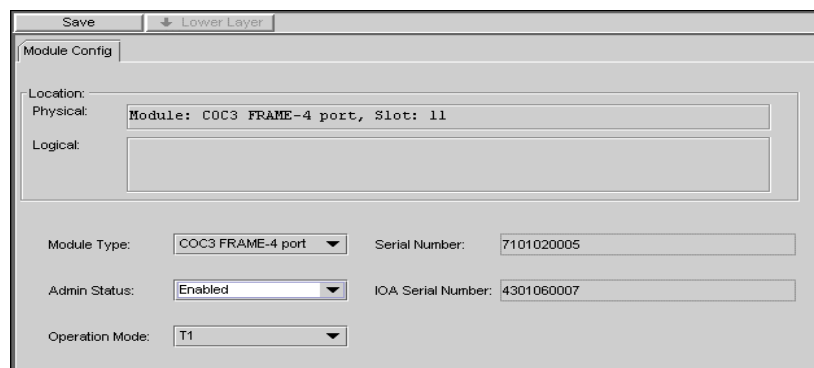 Save Lower Layer
Module Config
Location:
Physical: Module: COC3 FRAME-4 port, Slot: 11
Logical:
Module Type: COC3 FRAME-4 port Serial Number: 7101020005
Admin Status: Enabled IOA Serial Number: 4301060007
Operation Mode: T1